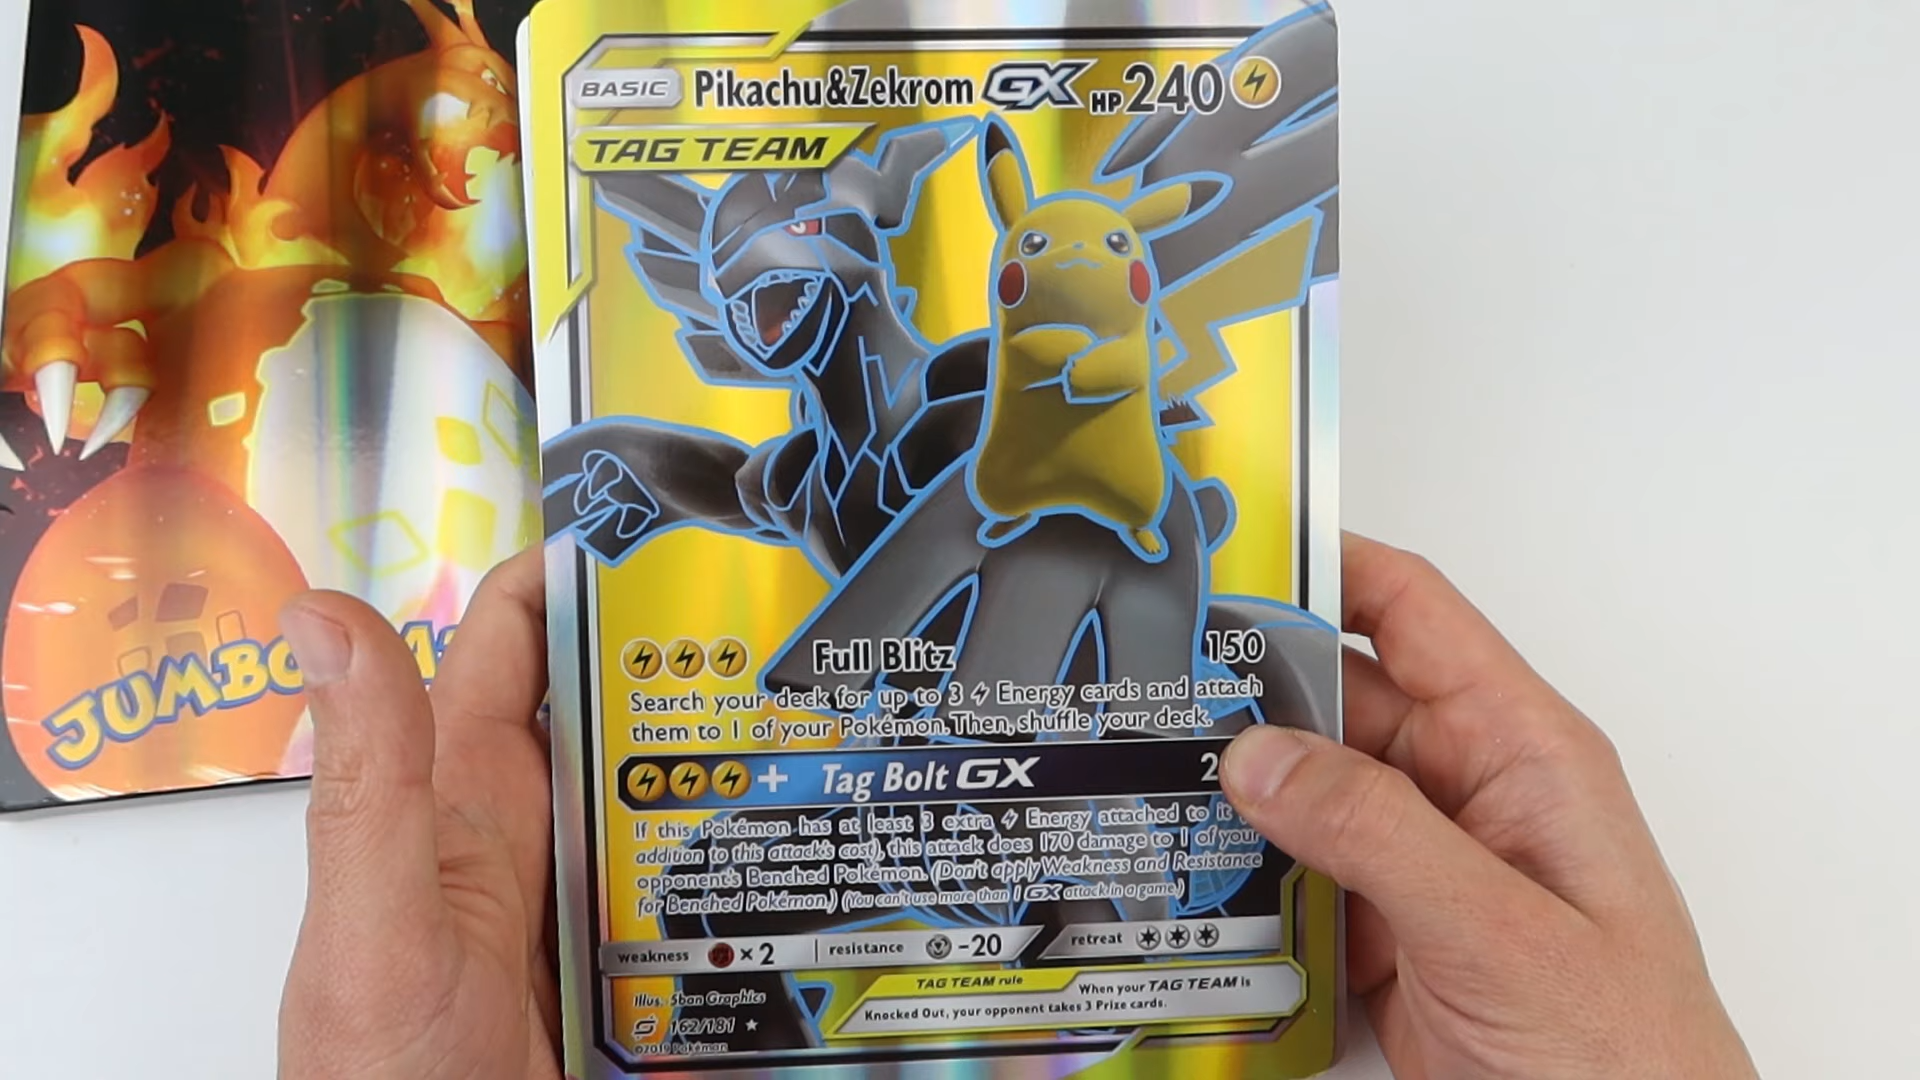 BASIC Pikachu&Zekrom GX HP 240
TAG TEAM
Full Blitz 150
Search your deck for up to 3 Energy cards and attach
them to 1 of your Pokémon. Then, shuffle your deck.
+ Tag Bolt GX 2
If this Pokémon has at least 3 extra Energy attached to it
addition to this attack's cost), this attack does 170 damage to 1 of your
opponent's Benched Pokémon. (Don't apply Weakness and Resistance
for Benched Pokémon.) (You can't use more than 1 GX attack in a game.)
weakness ×2 resistance -20 retreat
TAG TEAM rule When your TAG TEAM is
Knocked Out, your opponent takes 3 Prize cards.
Illus. 5ban Graphics
162/181
©2019 Pokémon
JUMBO